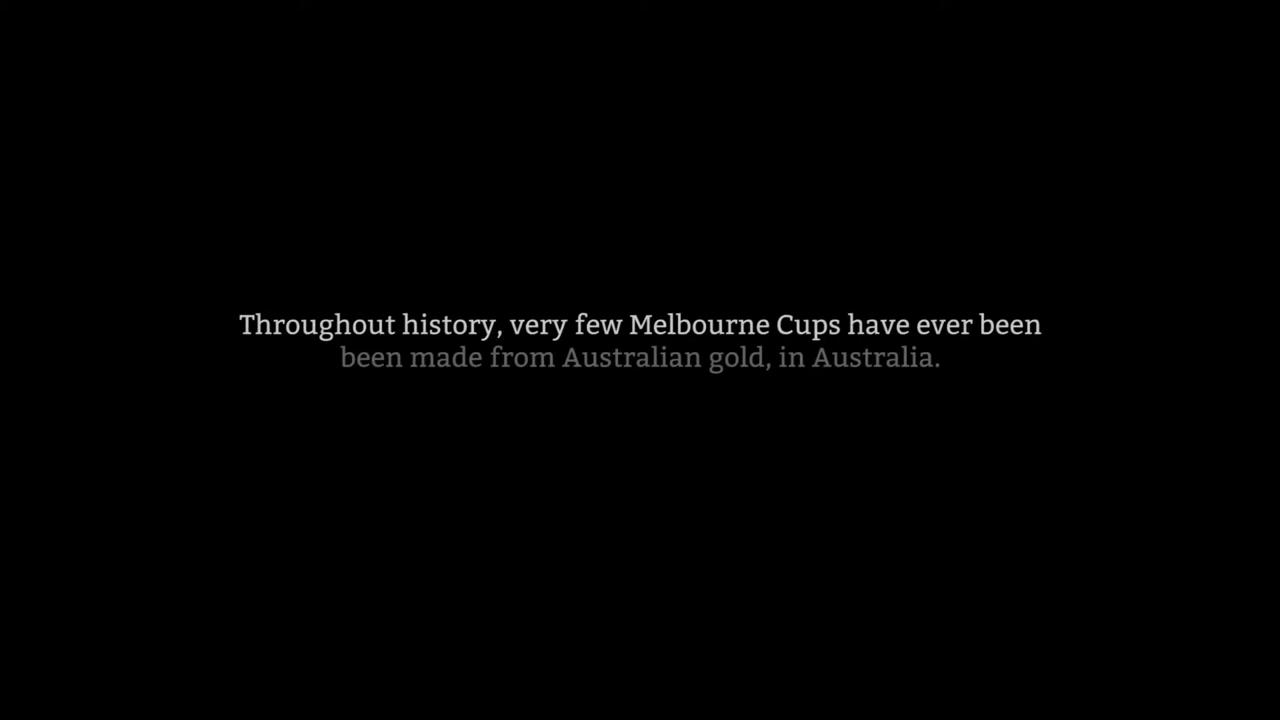 Throughout history, very few Melbourne Cups have ever been
been made from Australian gold, in Australia.